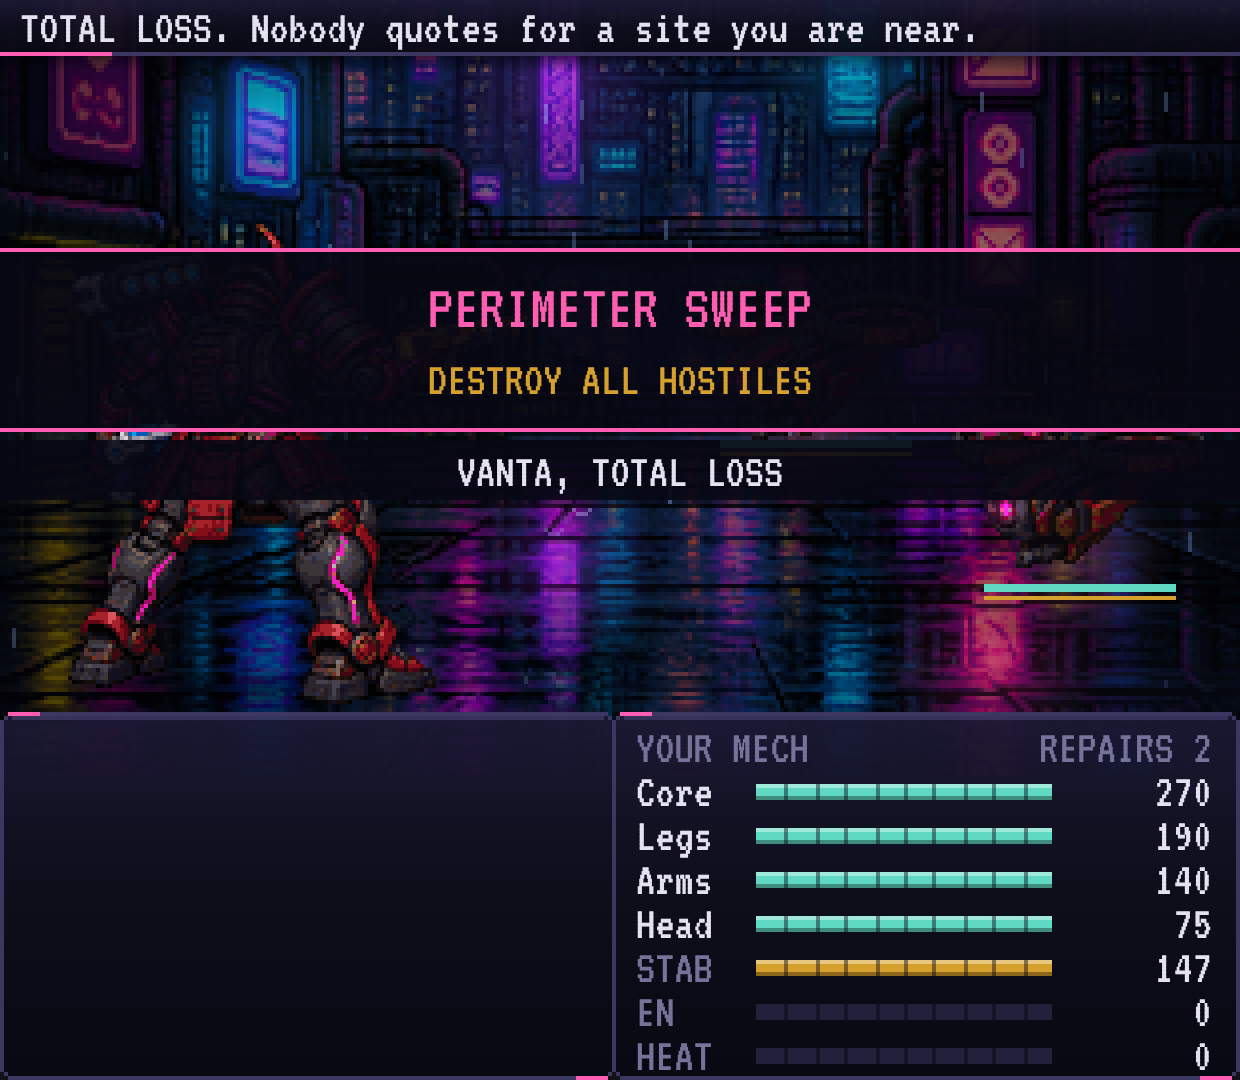 TOTAL LOSS. Nobody quotes for a site you are near.
PERIMETER SWEEP
DESTROY ALL HOSTILES
VANTA, TOTAL LOSS
YOUR MECH REPAIRS 2
Core 270
Legs 190
Arms 140
Head 75
STAB 147
EN 0
HEAT 0